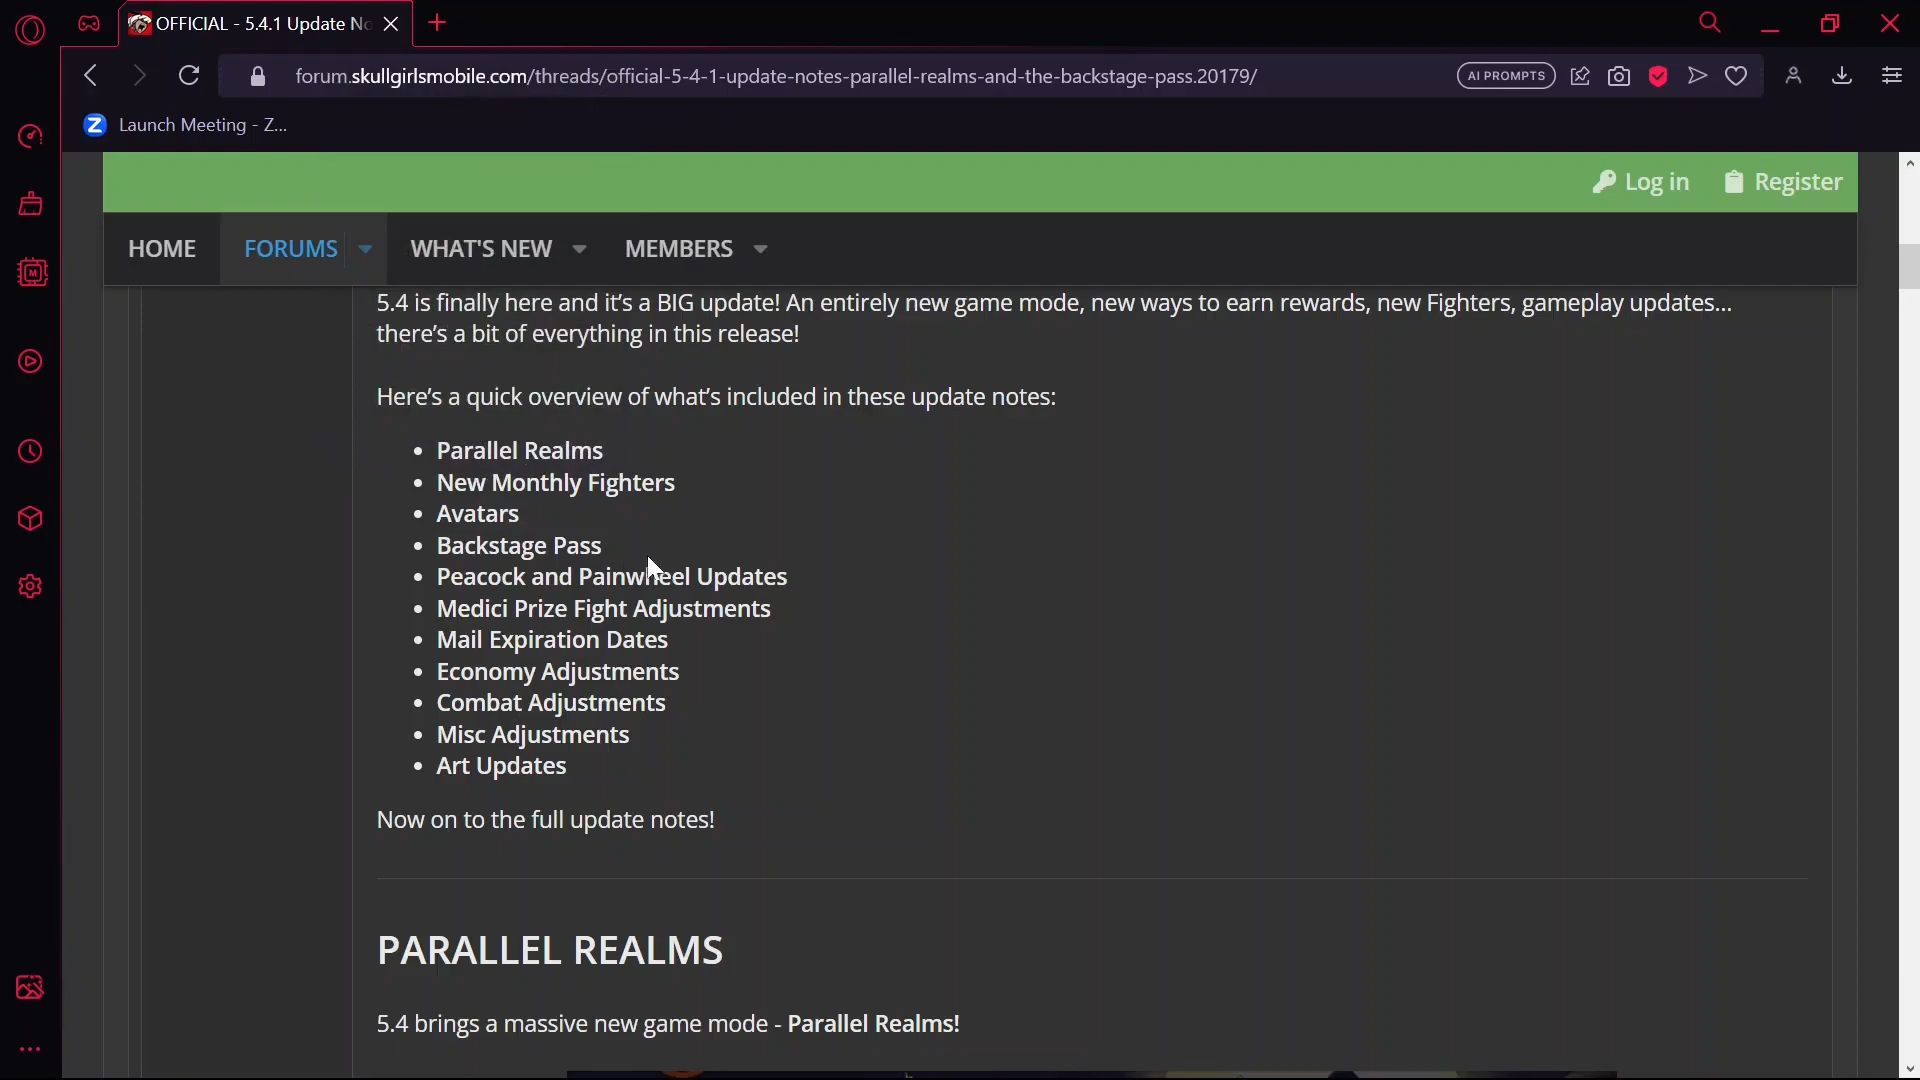 OFFICIAL - 5.4.1 Update No
forum.skullgirlsmobile.com/threads/official-5-4-1-update-notes-parallel-realms-and-the-backstage-pass.20179/
AI PROMPTS
Z Launch Meeting - Z...
Log in Register
HOME FORUMS WHAT'S NEW MEMBERS
5.4 is finally here and it's a BIG update! An entirely new game mode, new ways to earn rewards, new Fighters, gameplay updates...
there's a bit of everything in this release!
Here's a quick overview of what's included in these update notes:
• Parallel Realms
• New Monthly Fighters
• Avatars
• Backstage Pass
• Peacock and Painwheel Updates
• Medici Prize Fight Adjustments
• Mail Expiration Dates
• Economy Adjustments
• Combat Adjustments
• Misc Adjustments
• Art Updates
Now on to the full update notes!
PARALLEL REALMS
5.4 brings a massive new game mode - Parallel Realms!